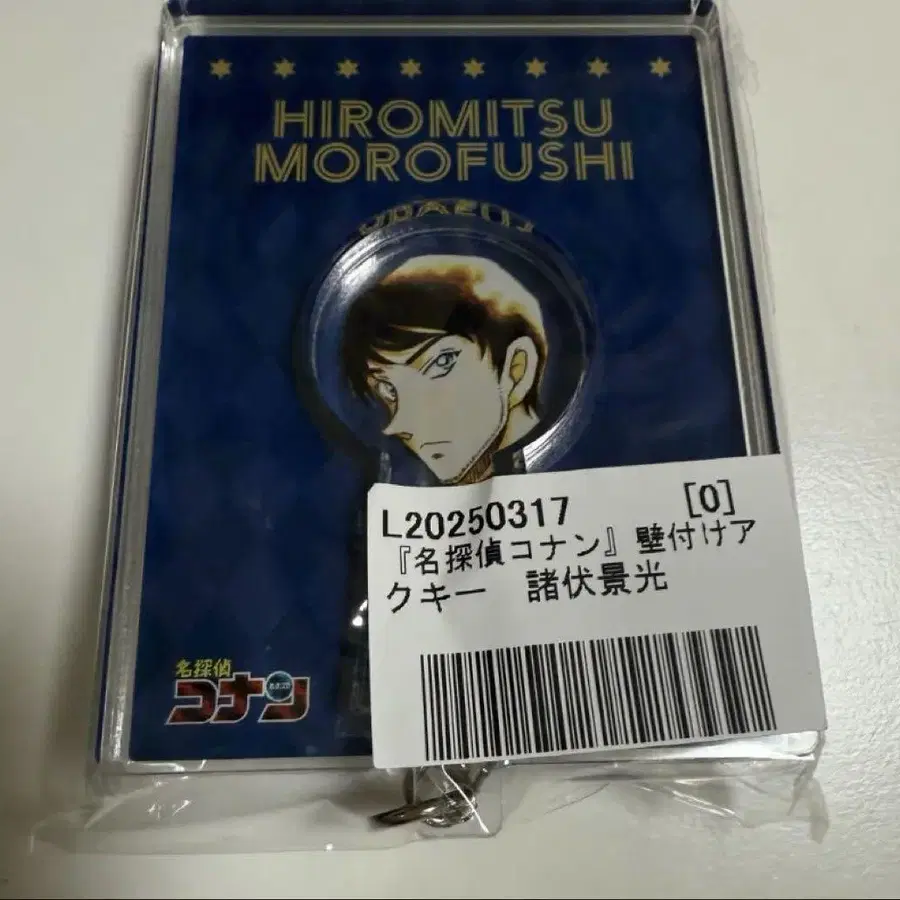 HIROMITSU
MOROFUSHI
L20250317 [0]
『名探偵コナン』壁付けア
クキー 諸伏景光
名探偵
コナン